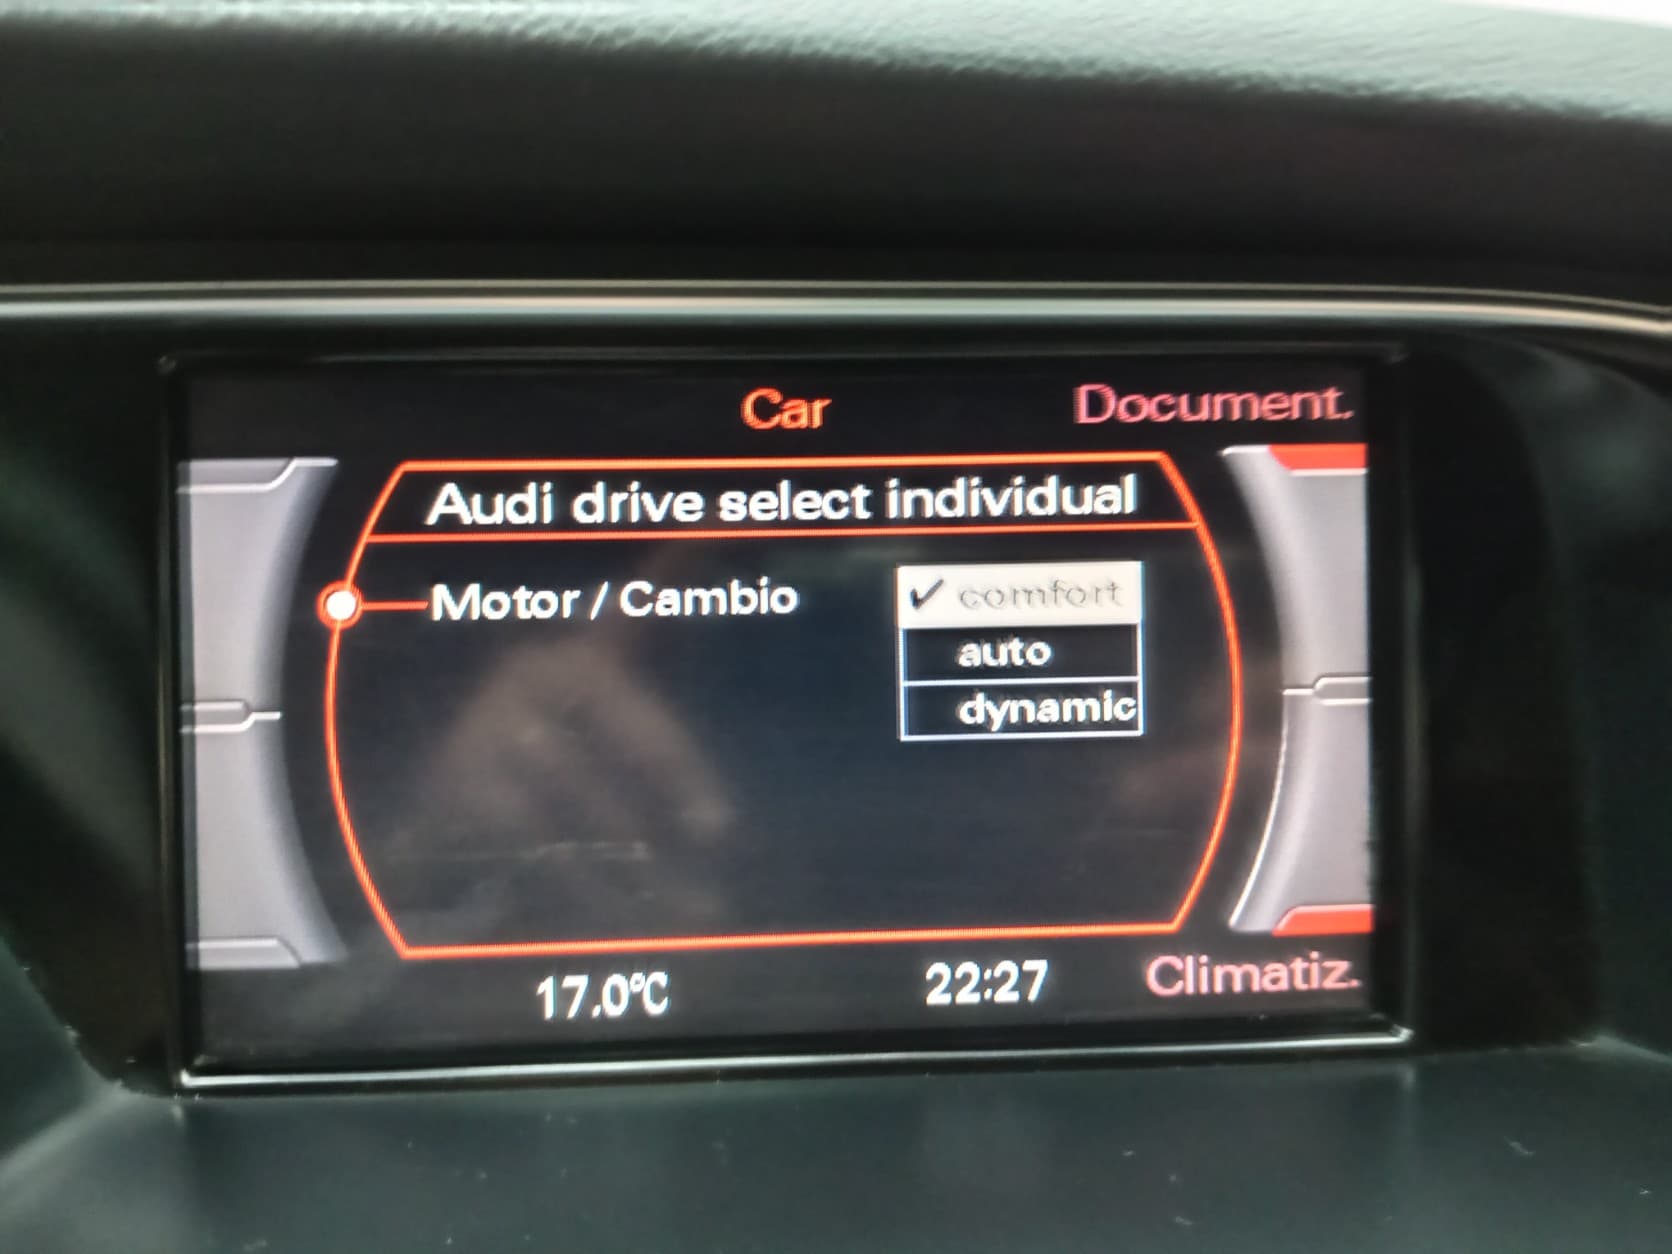 Car
Document.
Audi drive select individual
Motor / Cambio
✓ comfort
auto
dynamic
17.0°C
22:27
Climatiz.